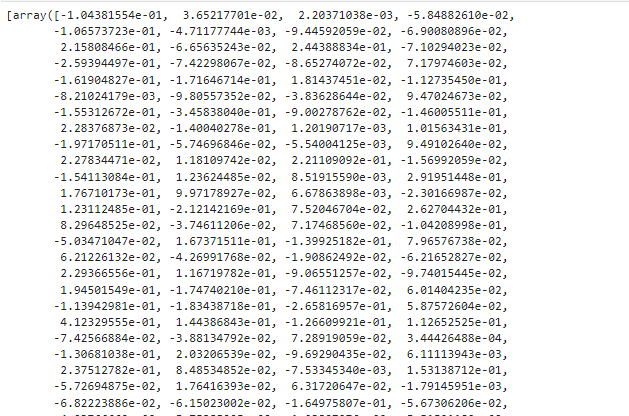 [array([-1.04381554e-01, 3.65217701e-02, 2.20371038e-03, -5.84882610e-02,
-1.06573723e-01, -4.71177744e-03, -9.44592059e-02, -6.90080896e-02,
2.15808466e-01, -6.65635243e-02, 2.44388834e-01, -7.10294023e-02,
-2.59394497e-01, -7.42298067e-02, -8.65274072e-02, 7.17974603e-02,
-1.61904827e-01, -1.71646714e-01, 1.81437451e-02, -1.12735450e-01,
-8.21024179e-03, -9.80557352e-02, -3.83628644e-02, 9.47024673e-02,
-1.55312672e-01, -3.45838040e-01, -9.00278762e-02, -1.46005511e-01,
2.28376873e-02, -1.40040278e-01, 1.20190717e-03, 1.01563431e-01,
-1.97170511e-01, -5.74696846e-02, -5.54004125e-03, 9.49102640e-02,
2.27834471e-02, 1.18109742e-02, 2.21109092e-01, -1.56992059e-02,
-1.54113084e-01, 1.23624485e-02, 8.51915590e-03, 2.91951448e-01,
1.76710173e-01, 9.97178927e-02, 6.67863898e-03, -2.30166987e-02,
1.23112485e-01, -2.12142169e-01, 7.52046704e-02, 2.62704432e-01,
8.29648525e-02, -3.74611206e-02, 7.17468560e-02, -1.04208998e-01,
-5.03471047e-02, 1.67371511e-01, -1.39925182e-01, 7.96576738e-02,
6.21226132e-02, -4.26991768e-02, -1.90862492e-02, -6.21652827e-02,
2.29366556e-01, 1.16719782e-01, -9.06551257e-02, -9.74015445e-02,
1.94501549e-01, -1.74740210e-01, -7.46112317e-02, 6.01404235e-02,
-1.13942981e-01, -1.83438718e-01, -2.65816957e-01, 5.87572604e-02,
4.12329555e-01, 1.44386843e-01, -1.26609921e-01, 1.12652525e-01,
-7.42566884e-02, -3.88134792e-02, 7.28919059e-02, 3.44426488e-04,
-1.30681038e-01, 2.03206539e-02, -9.69290435e-02, 6.11113943e-03,
2.37512782e-01, 8.48534852e-02, -7.53345340e-03, 1.53138712e-01,
-5.72694875e-02, 1.76416393e-02, 6.31720647e-02, -1.79145951e-03,
-6.82223886e-02, -6.15023002e-02, -1.64975807e-01, -5.67306206e-02,